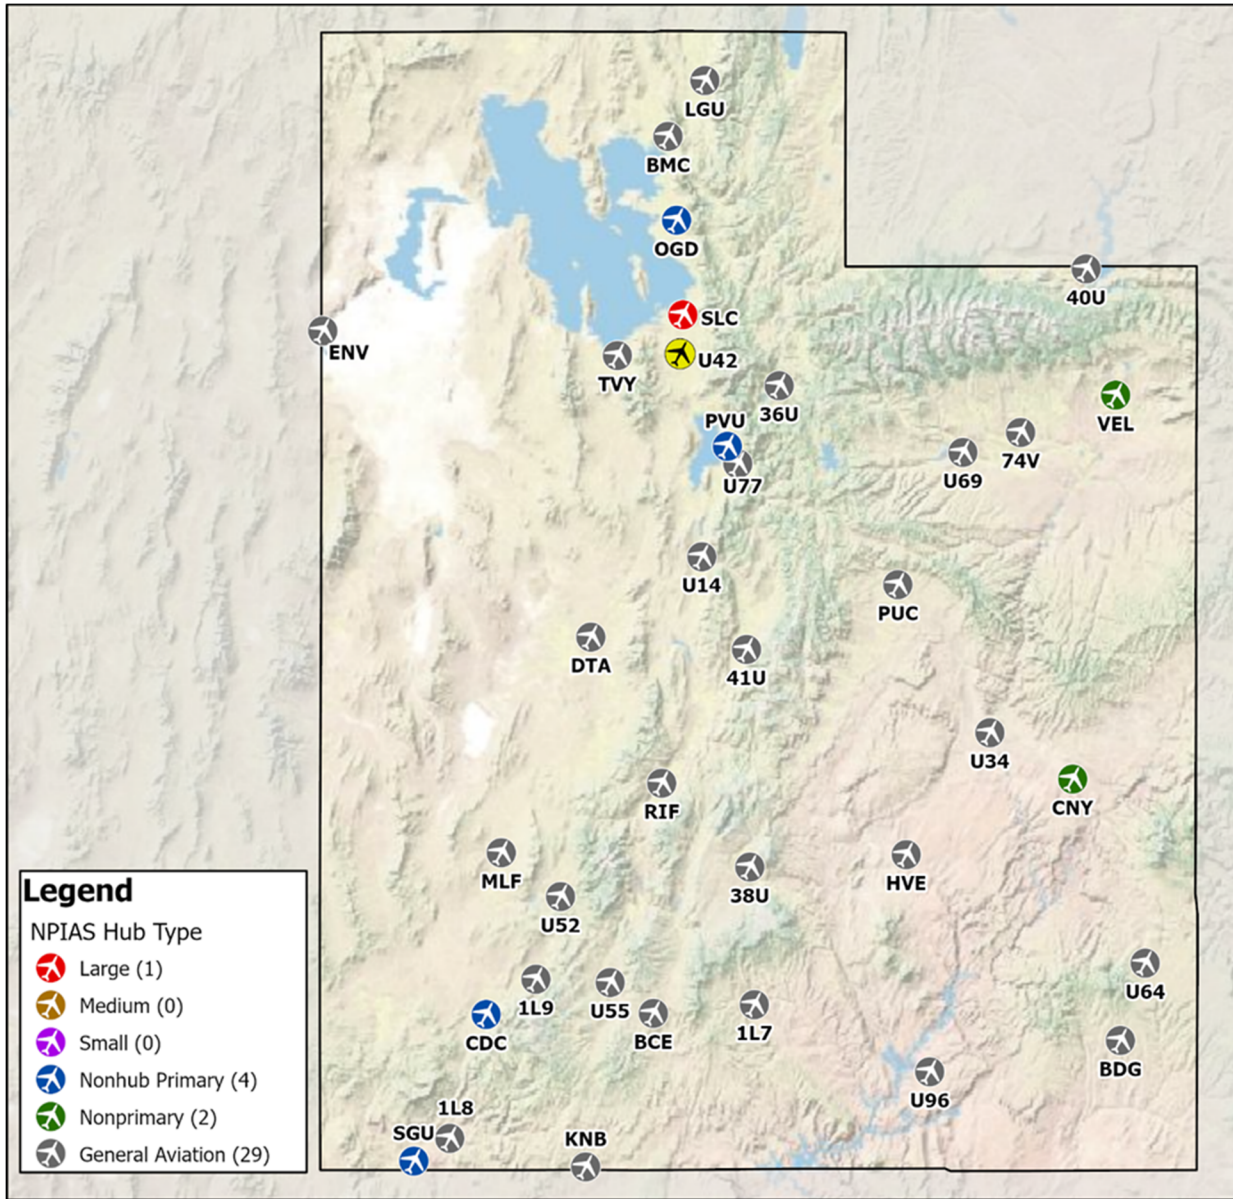 LGU
BMC
OGD
40U
SLC
ENV
U42
TVY
36U
PVU
VEL
74V
U69
U77
U14
PUC
DTA
41U
U34
CNY
RIF
MLF
HVE
38U
U52
U64
1L9
U55
1L7
CDC
BCE
BDG
U96
1L8
SGU
KNB
Legend
NPIAS Hub Type
Large (1)
Medium (0)
Small (0)
Nonhub Primary (4)
Nonprimary (2)
General Aviation (29)